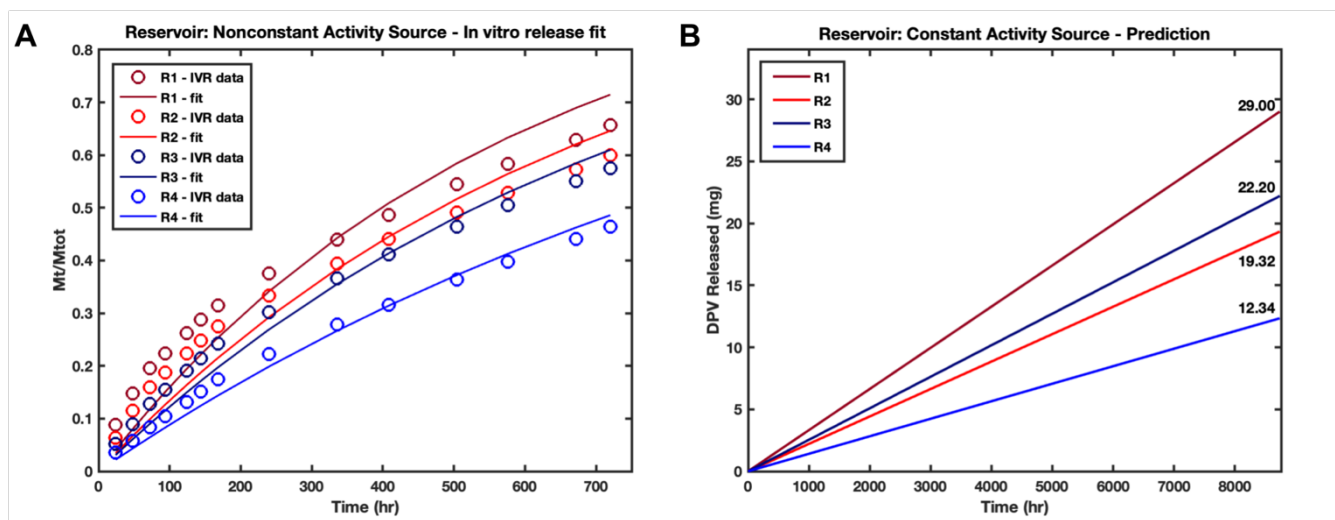 A
Reservoir: Nonconstant Activity Source - In vitro release fit
0.8
0.7
0.6
0.5
0.4
0.3
0.2
0.1
0
Mt/Mtot
R1 - IVR data
R1 - fit
R2 - IVR data
R2 - fit
R3 - IVR data
R3 - fit
R4 - IVR data
R4 - fit
0 100 200 300 400 500 600 700
Time (hr)
B
Reservoir: Constant Activity Source - Prediction
30
25
20
15
10
5
0
DPV Released (mg)
R1
R2
R3
R4
29.00
22.20
19.32
12.34
0 1000 2000 3000 4000 5000 6000 7000 8000
Time (hr)